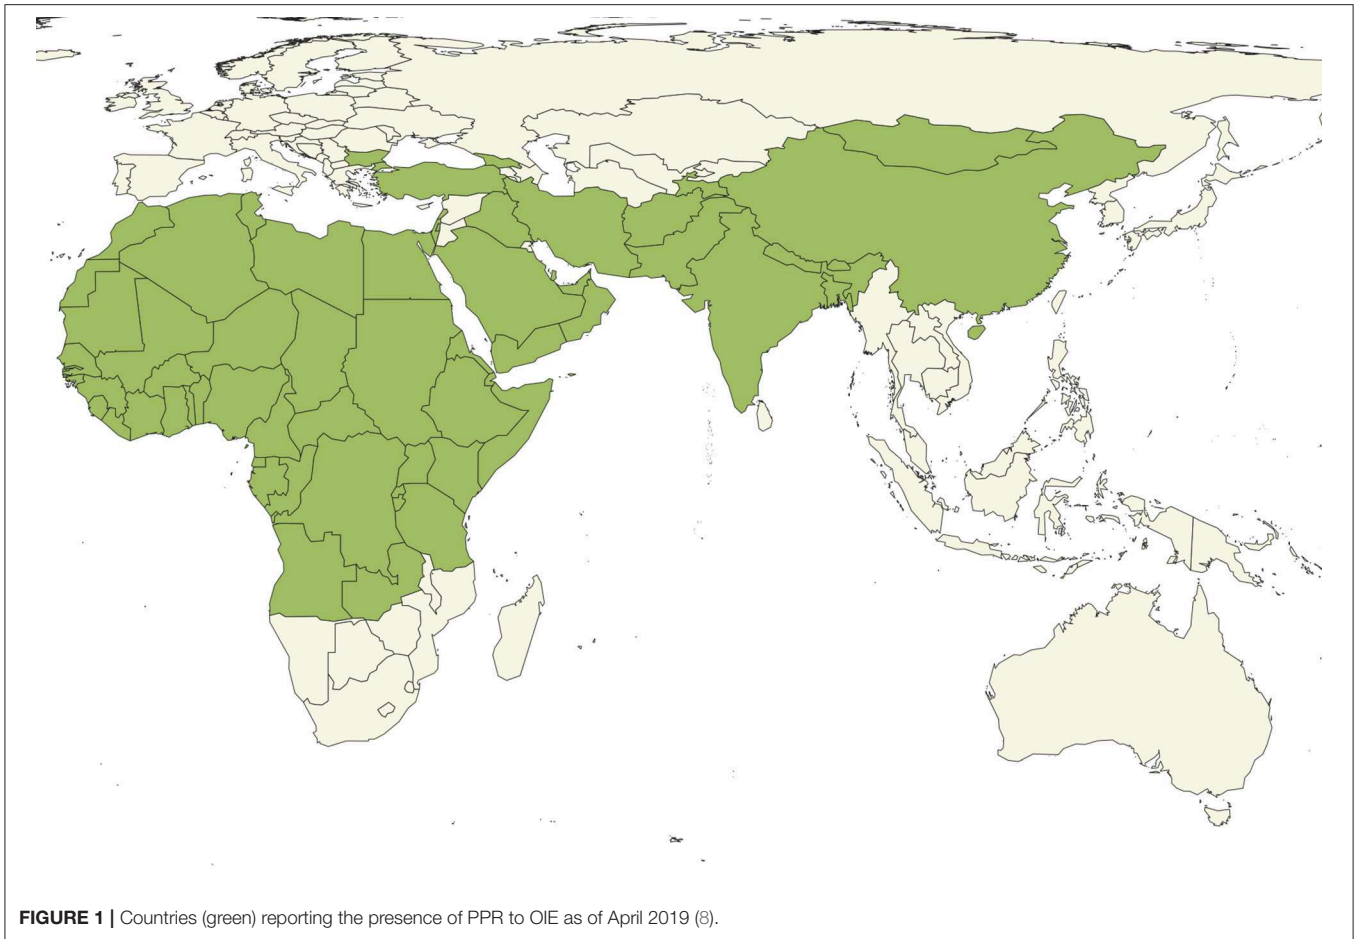 FIGURE 1 | Countries (green) reporting the presence of PPR to OIE as of April 2019 (8).